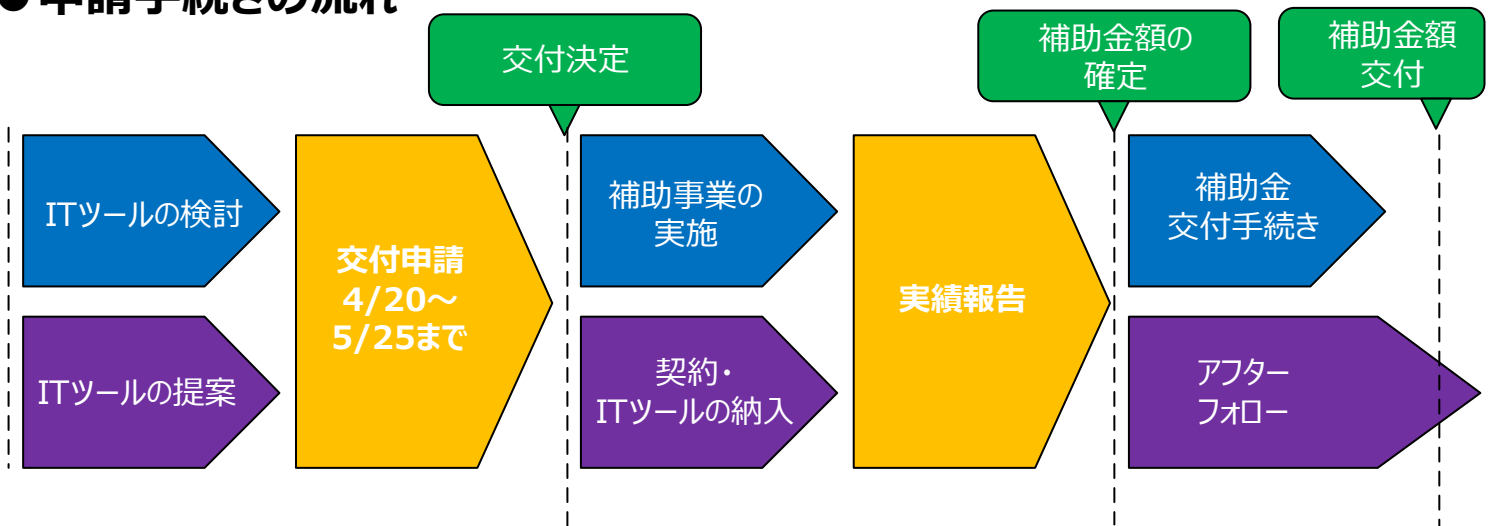 ●申請手続きの流れ
交付決定
補助金額の
確定
補助金額
交付
ITツールの検討
ITツールの提案
交付申請
4/20～
5/25まで
補助事業の
実施
契約・
ITツールの納入
実績報告
補助金
交付手続き
アフター
フォロー